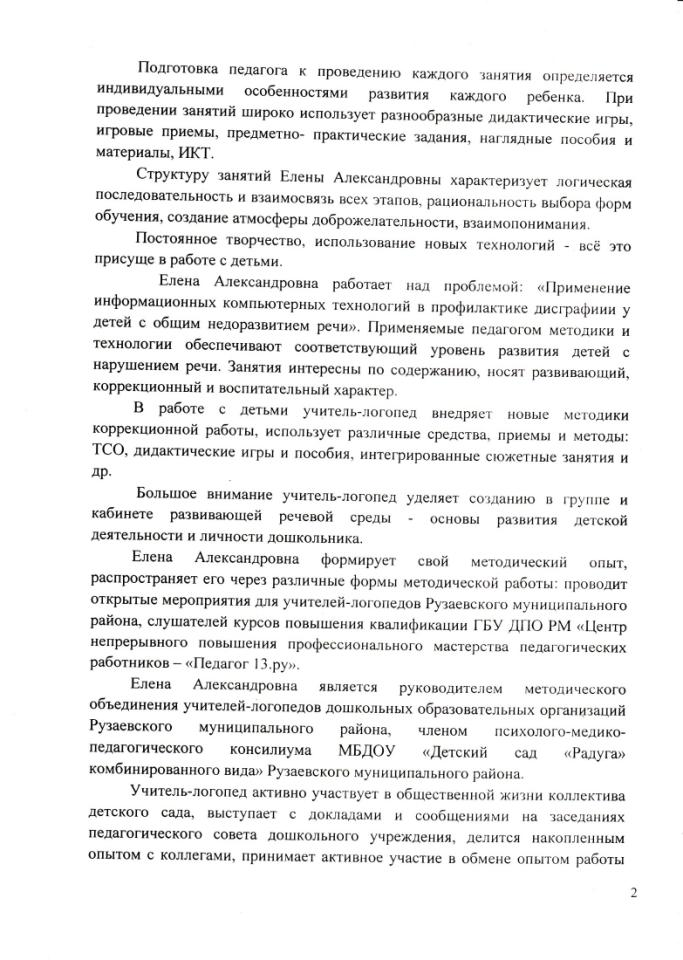 Подготовка педагога к проведению каждого занятия определяется
индивидуальными особенностями развития каждого ребенка. При
проведении занятий широко использует разнообразные дидактические игры,
игровые приемы, предметно- практические задания, наглядные пособия и
материалы, ИКТ.
Структуру занятий Елены Александровны характеризует логическая
последовательность и взаимосвязь всех этапов, рациональность выбора форм
обучения, создание атмосферы доброжелательности, взаимопонимания.
Постоянное творчество, использование новых технологий - всё это
присуще в работе с детьми.
Елена Александровна работает над проблемой: «Применение
информационных компьютерных технологий в профилактике дисграфиии у
детей с общим недоразвитием речи». Применяемые педагогом методики и
технологии обеспечивают соответствующий уровень развития детей с
нарушением речи. Занятия интересны по содержанию, носят развивающий,
коррекционный и воспитательный характер.
В работе с детьми учитель-логопед внедряет новые методики
коррекционной работы, использует различные средства, приемы и методы:
ТСО, дидактические игры и пособия, интегрированные сюжетные занятия и
др.
Большое внимание учитель-логопед уделяет созданию в группе и
кабинете развивающей речевой среды - основы развития детской
деятельности и личности дошкольника.
Елена Александровна формирует свой методический опыт,
распространяет его через различные формы методической работы: проводит
открытые мероприятия для учителей-логопедов Рузаевского муниципального
района, слушателей курсов повышения квалификации ГБУ ДПО РМ «Центр
непрерывного повышения профессионального мастерства педагогических
работников – «Педагог 13.ру».
Елена Александровна является руководителем методического
объединения учителей-логопедов дошкольных образовательных организаций
Рузаевского муниципального района, членом психолого-медико-
педагогического консилиума МБДОУ «Детский сад «Радуга»
комбинированного вида» Рузаевского муниципального района.
Учитель-логопед активно участвует в общественной жизни коллектива
детского сада, выступает с докладами и сообщениями на заседаниях
педагогического совета дошкольного учреждения, делится накопленным
опытом с коллегами, принимает активное участие в обмене опытом работы
2